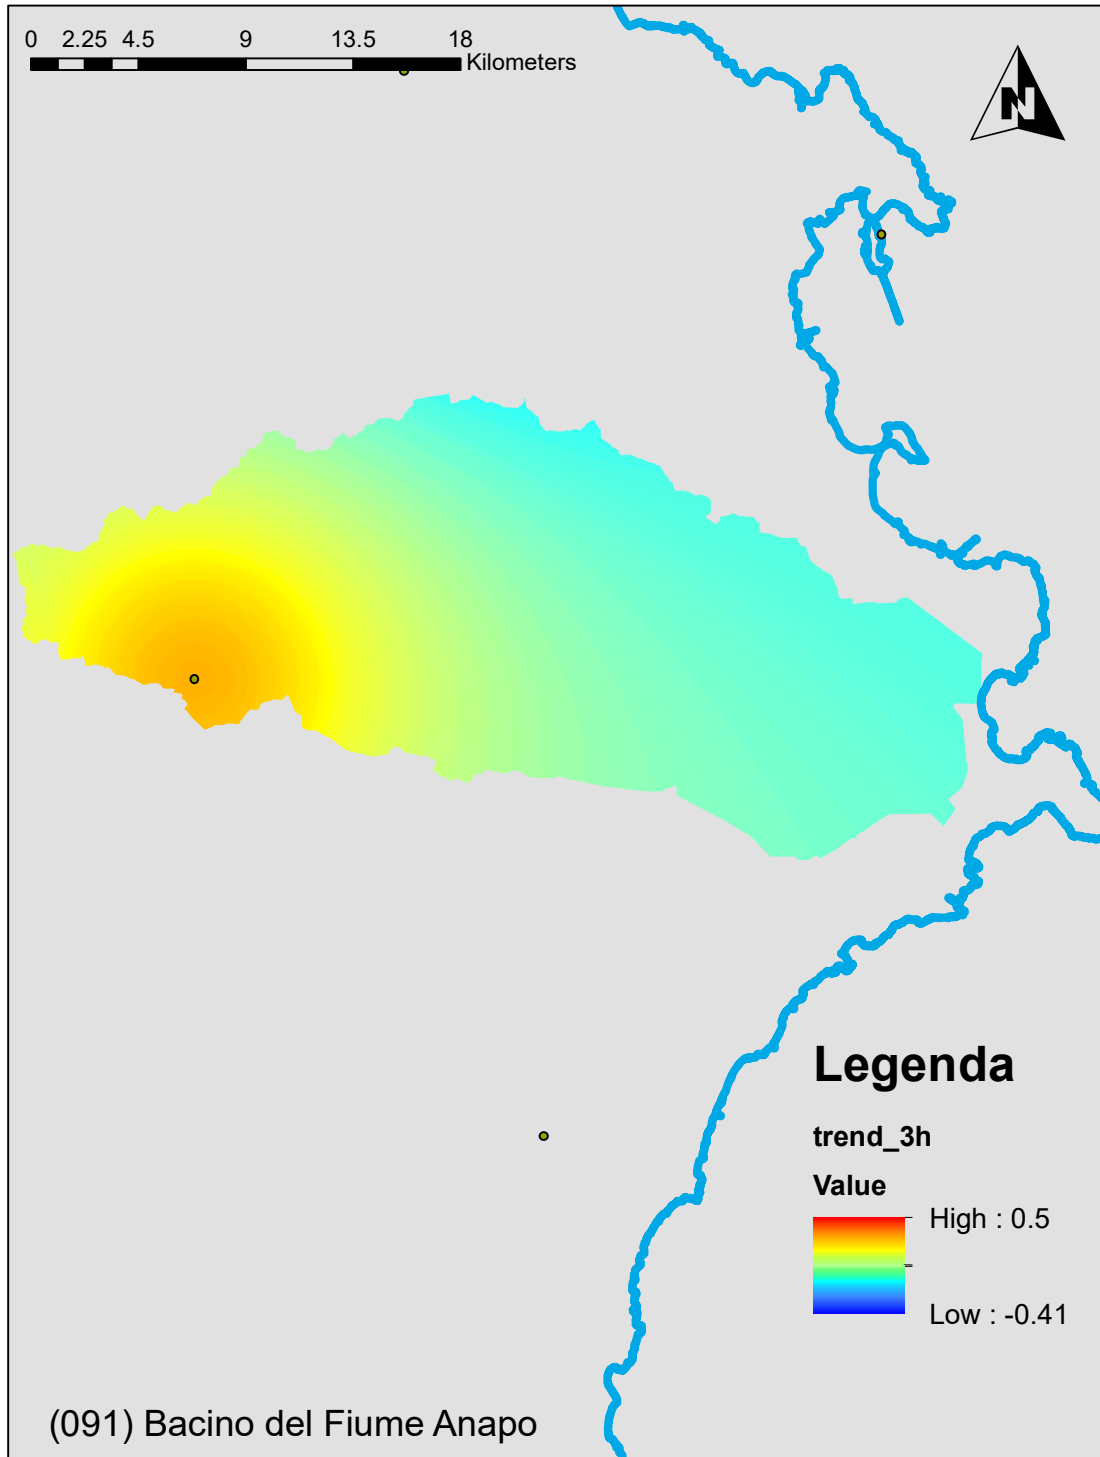 0 2.25 4.5 9 13.5 18
Kilometers
N
Legenda
trend_3h
Value
High : 0.5
Low : -0.41
(091) Bacino del Fiume Anapo